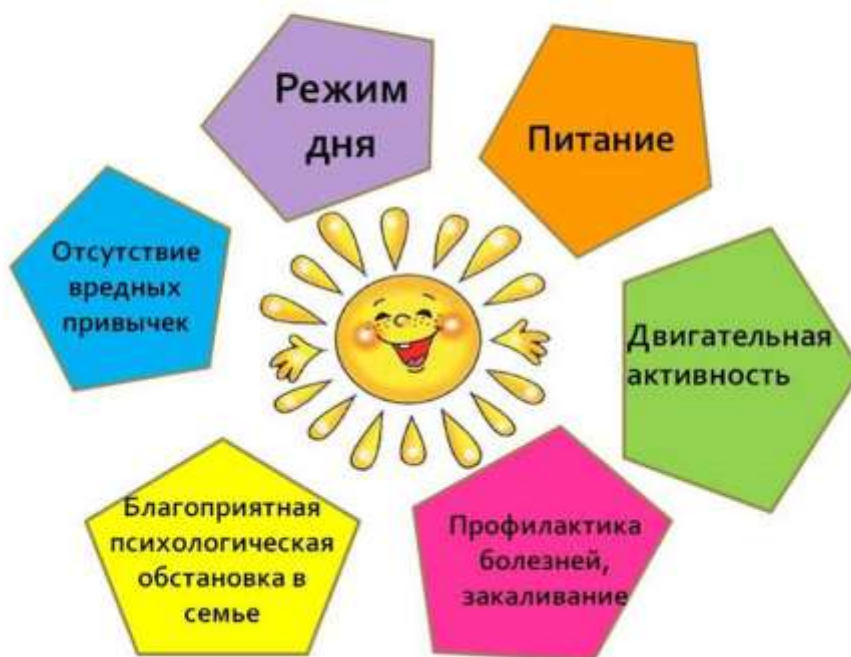 Режим
дня
Питание
Отсутствие
вредных
привычек
Двигательная
активность
Благоприятная
психологическая
обстановка в
семье
Профилактика
болезней,
закаливание